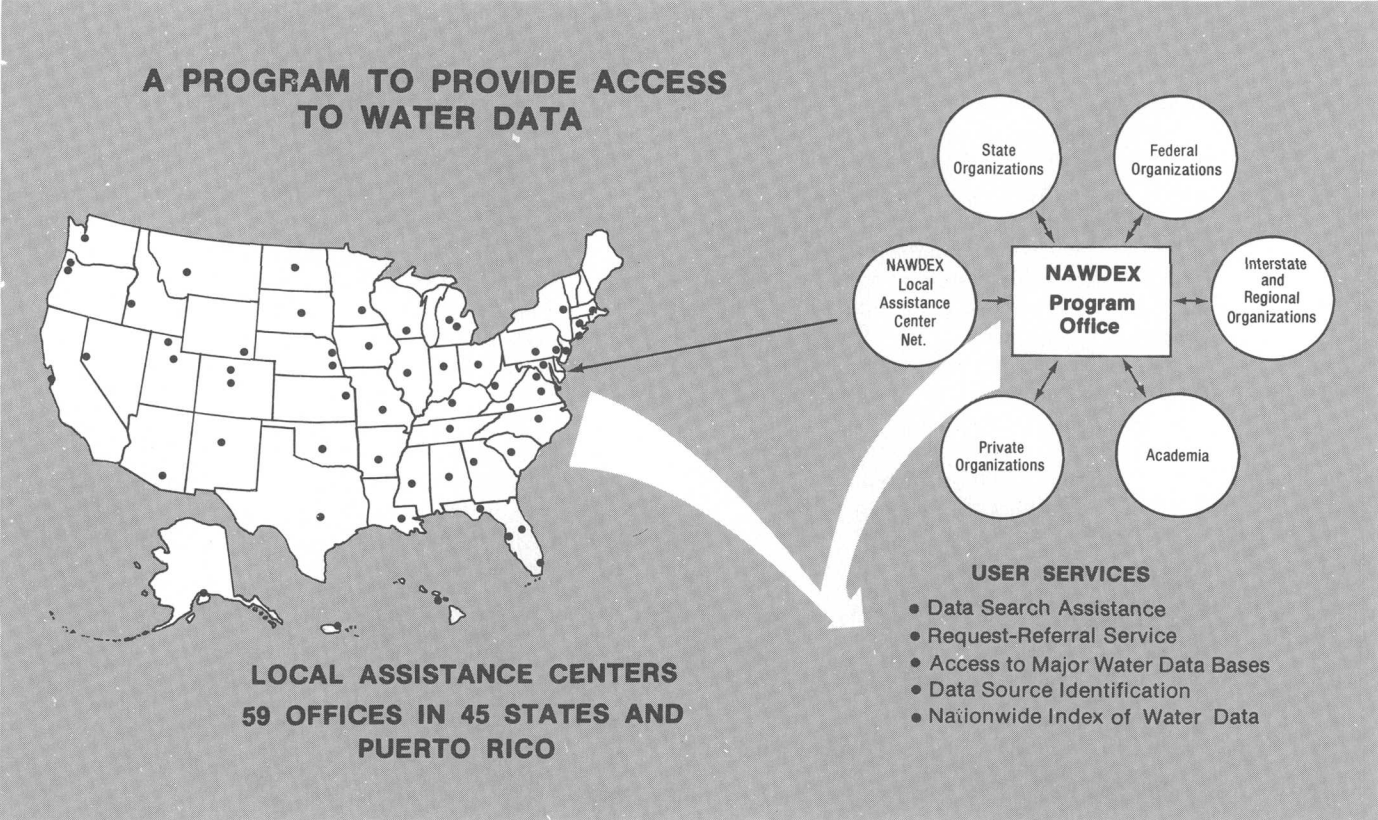 A PROGRAM TO PROVIDE ACCESS
TO WATER DATA
State
Organizations
Federal
Organizations
NAWDEX
Local
Assistance
Center
Net.
NAWDEX
Program
Office
Interstate
and
Regional
Organizations
Private
Organizations
Academia
LOCAL ASSISTANCE CENTERS
59 OFFICES IN 45 STATES AND
PUERTO RICO
USER SERVICES
• Data Search Assistance
• Request-Referral Service
• Access to Major Water Data Bases
• Data Source Identification
• Nationwide Index of Water Data